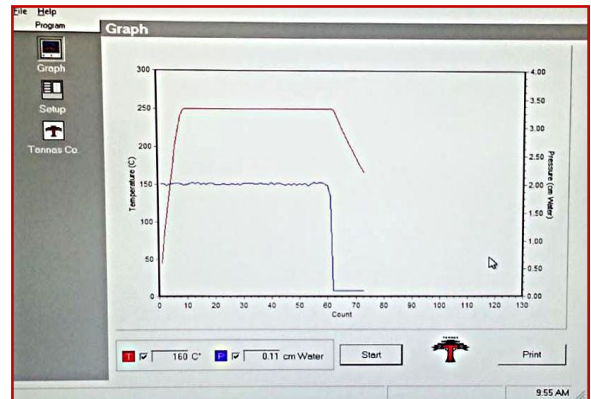 File Help
Program
Graph
Graph
Setup
Tannas Co.
300
250
200
150
100
50
0
Temperature (C)
4.00
3.50
3.00
2.50
2.00
1.50
1.00
0.50
0.00
Pressure (cm Water)
0 10 20 30 40 50 60 70 80 90 100 110 120 130
Count
T 160 C° P 0.11 cm Water Start Print
TANNAS
9:55 AM